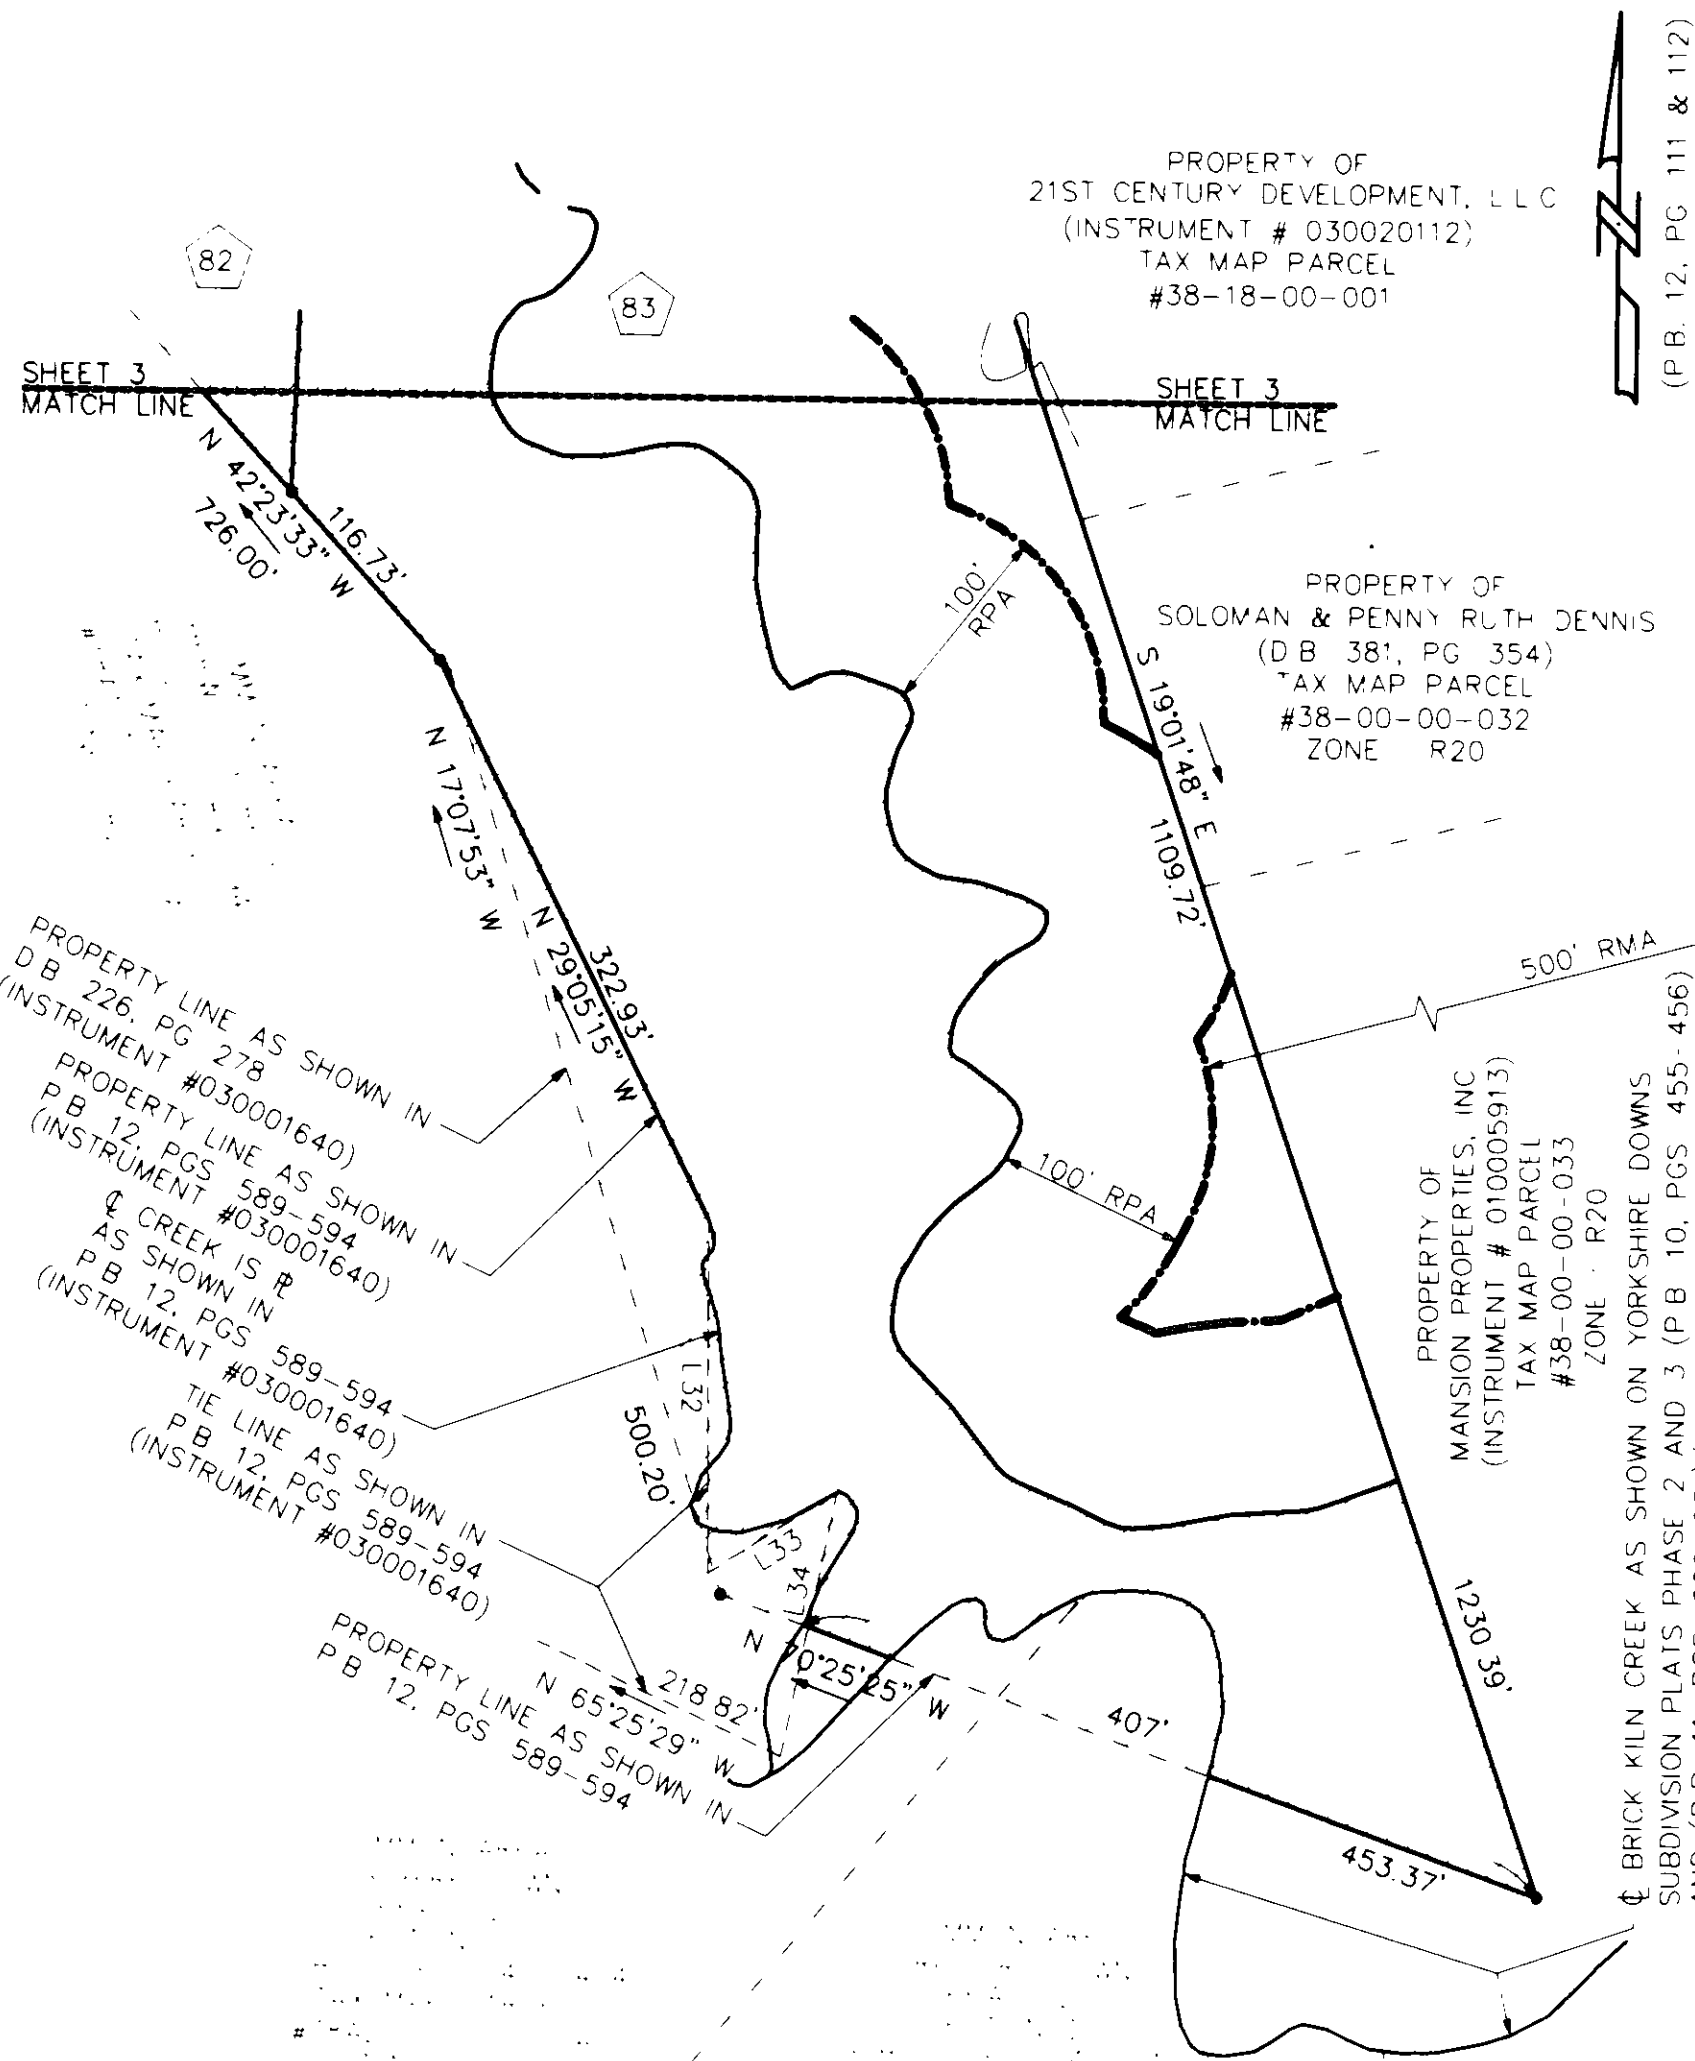 (P.B. 12, PG 111 & 112)
PROPERTY OF
21ST CENTURY DEVELOPMENT, L L C
(INSTRUMENT # 030020112)
TAX MAP PARCEL
#38-18-00-001
82
83
SHEET 3
MATCH LINE
SHEET 3
MATCH LINE
N 42°23'33" W
726.00'
116.73'
100'
RPA
PROPERTY OF
SOLOMAN & PENNY RUTH DENNIS
(D B 381, PG 354)
TAX MAP PARCEL
#38-00-00-032
ZONE R20
S 19°01'48" E
1109.72'
N 17°07'53" W
N 29°05'15" W
322.93'
500' RMA
PROPERTY LINE AS SHOWN IN
D B 226, PG 278
(INSTRUMENT #030001640)
PROPERTY LINE AS SHOWN IN
P B 12, PGS 589-594
(INSTRUMENT #030001640)
℄ CREEK IS ⅊
AS SHOWN IN
P B 12, PGS 589-594
(INSTRUMENT #030001640)
TIE LINE AS SHOWN IN
P B 12, PGS 589-594
(INSTRUMENT #030001640)
PROPERTY LINE AS SHOWN IN
P B 12, PGS 589-594
100' RPA
PROPERTY OF
MANSION PROPERTIES, INC
(INSTRUMENT # 010005913)
TAX MAP PARCEL
#38-00-00-033
ZONE : R20
℄ BRICK KILN CREEK AS SHOWN ON YORKSHIRE DOWNS
SUBDIVISION PLATS PHASE 2 AND 3 (P B 10, PGS 455-456)
L32
500.20'
L33
L34
N 70°25'25" W
218 82'
N 65°25'29" W
407'
1230 39'
453.37'